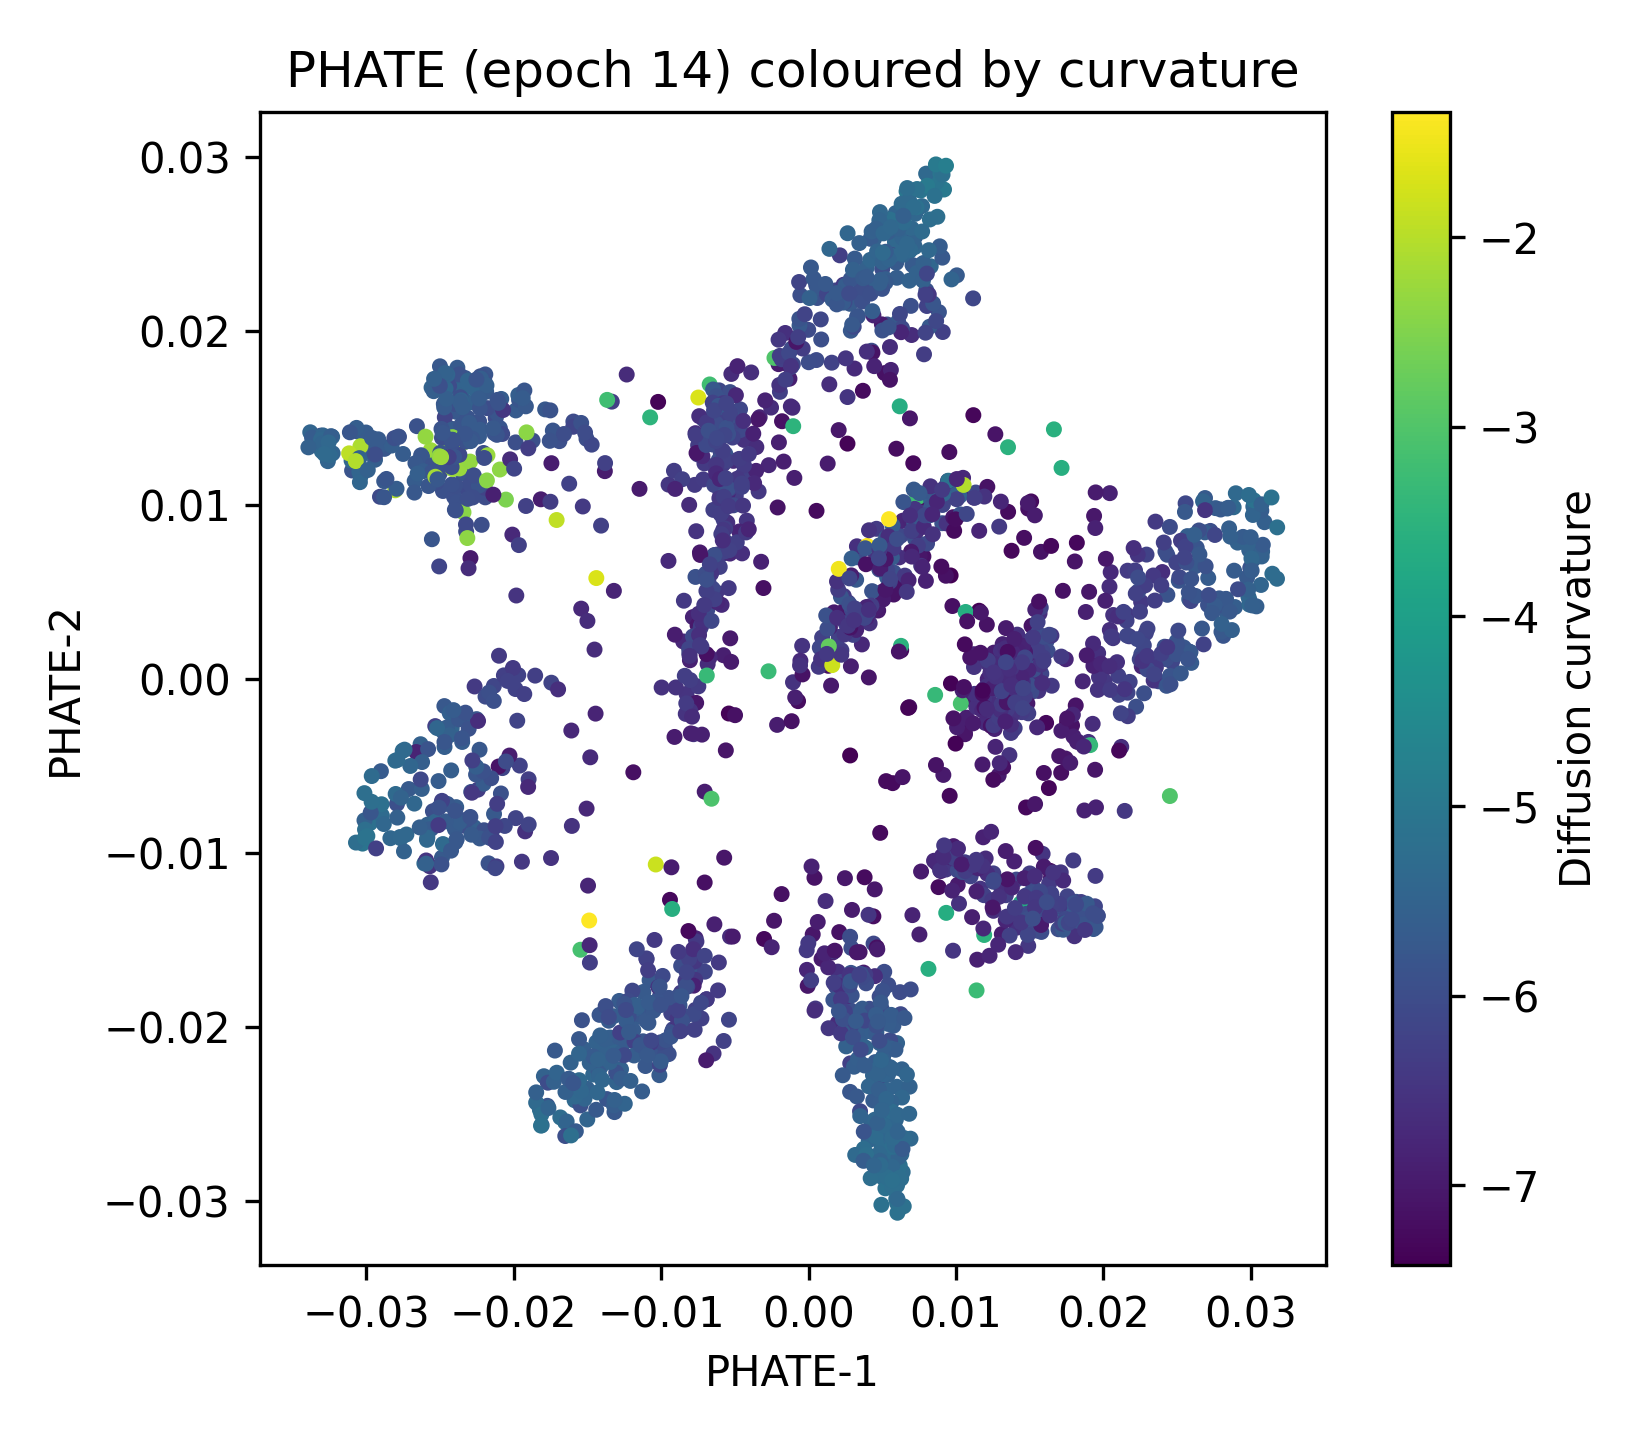 PHATE (epoch 14) coloured by curvature
0.03
0.02
0.01
0.00
−0.01
−0.02
−0.03
PHATE-2
−0.03 −0.02 −0.01 0.00 0.01 0.02 0.03
PHATE-1
−2
−3
−4
−5
−6
−7
Diffusion curvature